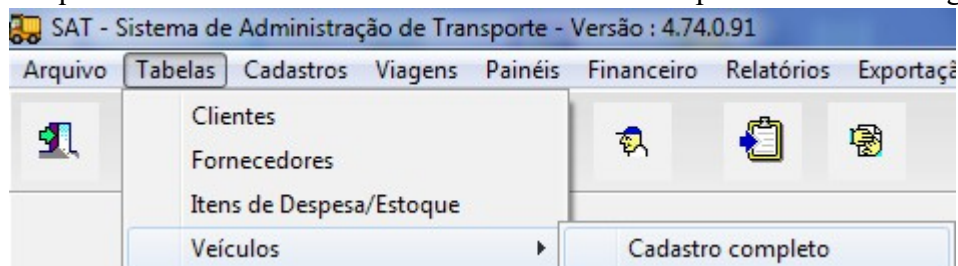 SAT - Sistema de Administração de Transporte - Versão : 4.74.0.91
Arquivo Tabelas Cadastros Viagens Painéis Financeiro Relatórios
Clientes
Fornecedores
Itens de Despesa/Estoque
Veículos Cadastro completo